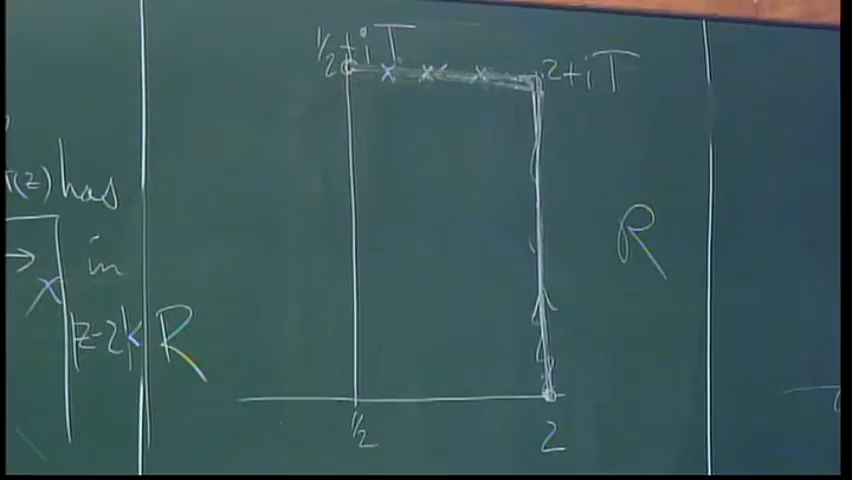 (z) has
→ in
|z-2|< R
½+iT
2+iT
R
½
2